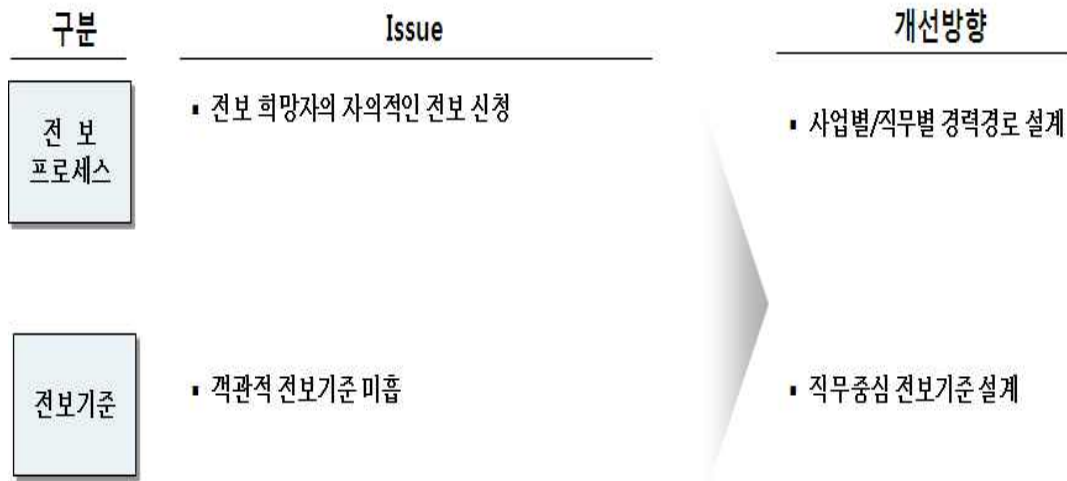 구분 Issue 개선방향
전 보
프로세스
▪ 전보 희망자의 자의적인 전보 신청
▪ 사업별/직무별 경력경로 설계
전보기준
▪ 객관적 전보기준 미흡
▪ 직무중심 전보기준 설계